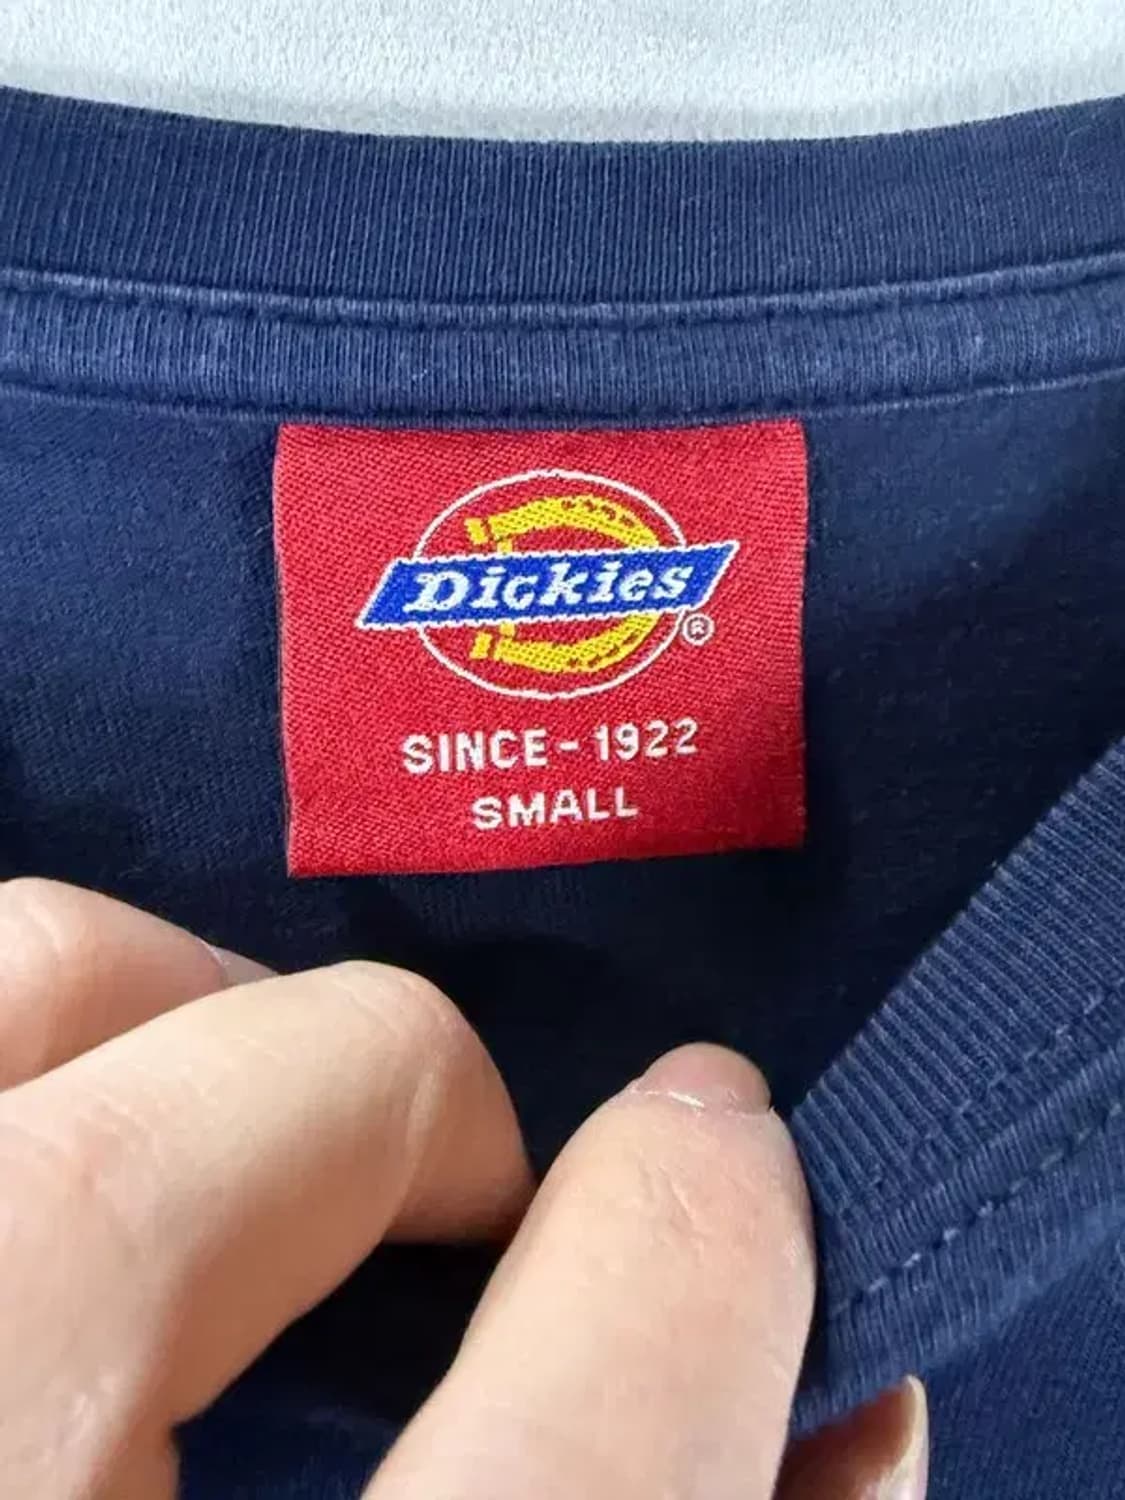 Dickies
®
SINCE-1922
SMALL